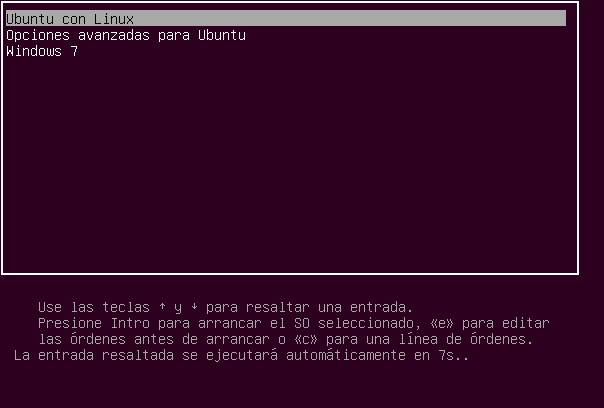 Ubuntu con Linux
Opciones avanzadas para Ubuntu
Windows 7
Use las teclas ↑ y ↓ para resaltar una entrada.
Presione Intro para arrancar el SO seleccionado, «e» para editar
las órdenes antes de arrancar o «c» para una línea de órdenes.
La entrada resaltada se ejecutará automáticamente en 7s..